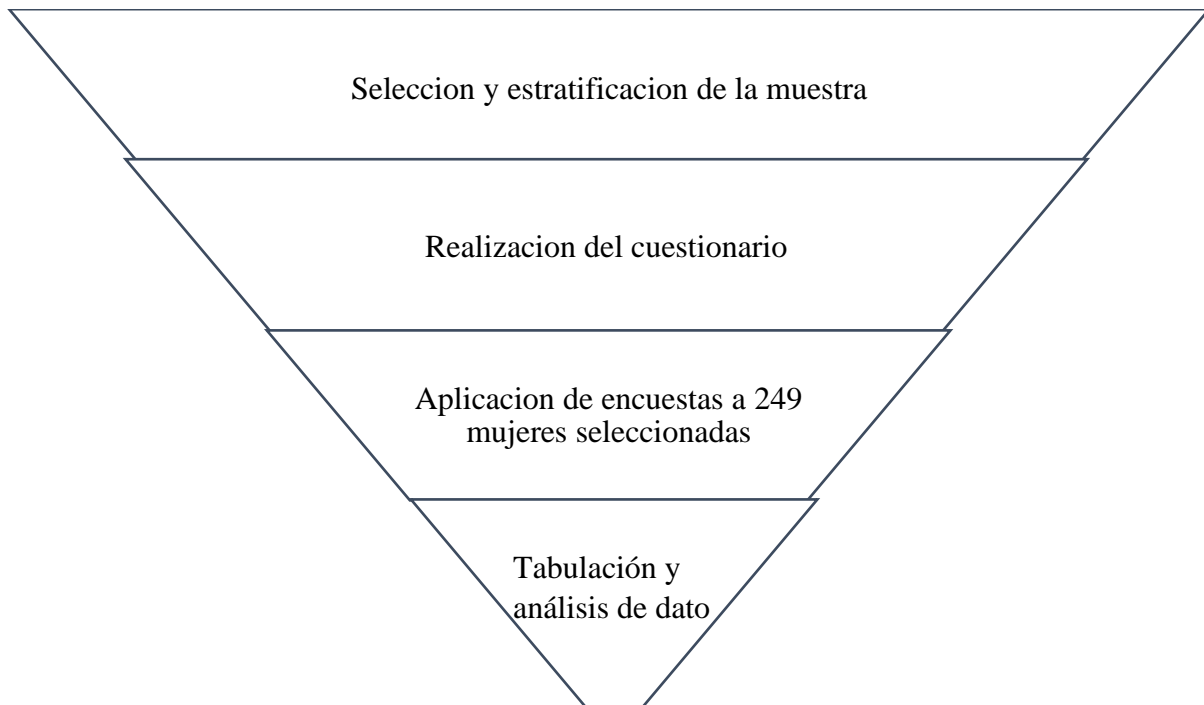 Seleccion y estratificacion de la muestra
Realizacion del cuestionario
Aplicacion de encuestas a 249
mujeres seleccionadas
Tabulación y
análisis de dato